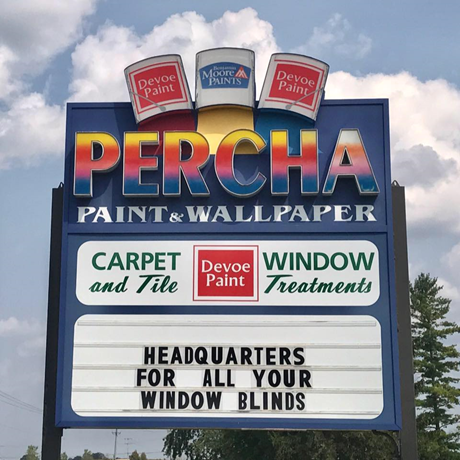 Devoe Paint
Benjamin Moore PAINTS
Devoe Paint
PERCHA
PAINT & WALLPAPER
CARPET and Tile
Devoe Paint
WINDOW Treatments
HEADQUARTERS
FOR ALL YOUR
WINDOW BLINDS